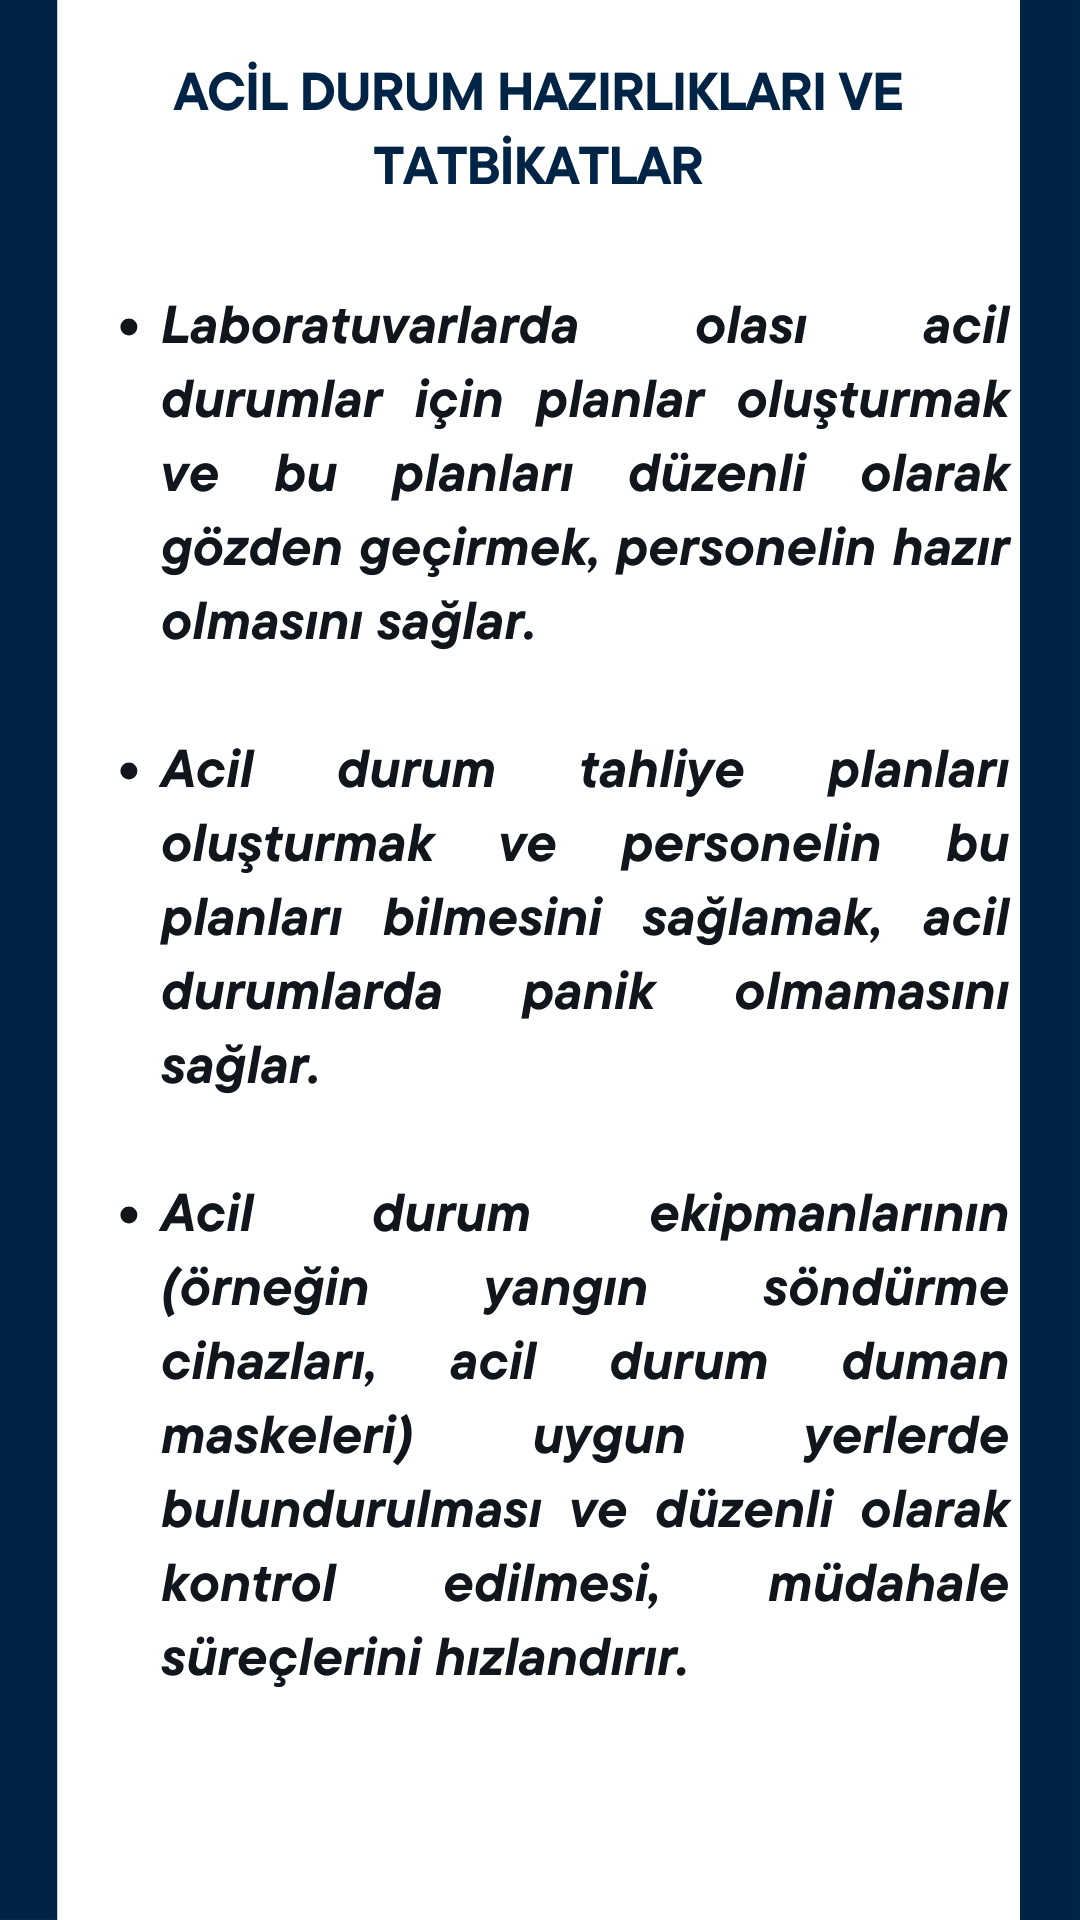 ACİL DURUM HAZIRLIKLARI VE
TATBİKATLAR
• Laboratuvarlarda olası acil
durumlar için planlar oluşturmak
ve bu planları düzenli olarak
gözden geçirmek, personelin hazır
olmasını sağlar.
• Acil durum tahliye planları
oluşturmak ve personelin bu
planları bilmesini sağlamak, acil
durumlarda panik olmamasını
sağlar.
• Acil durum ekipmanlarının
(örneğin yangın söndürme
cihazları, acil durum duman
maskeleri) uygun yerlerde
bulundurulması ve düzenli olarak
kontrol edilmesi, müdahale
süreçlerini hızlandırır.